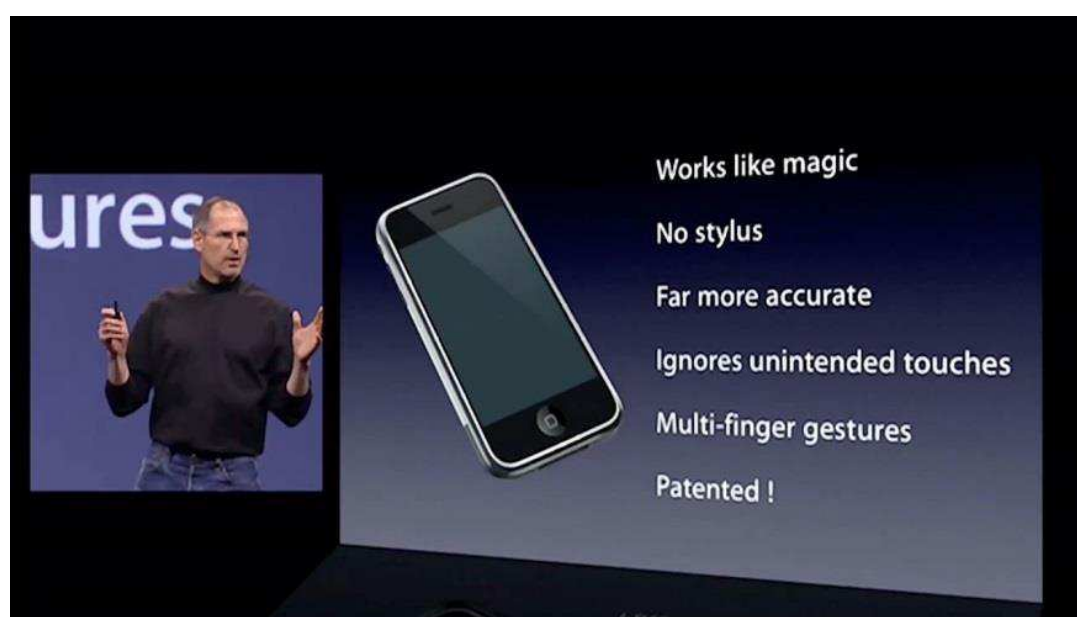 ures
Works like magic
No stylus
Far more accurate
Ignores unintended touches
Multi-finger gestures
Patented !